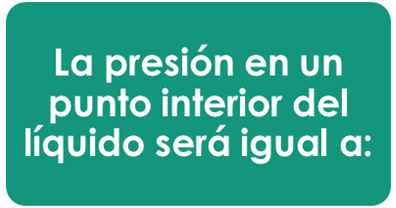 La presión en un
punto interior del
líquido será igual a: